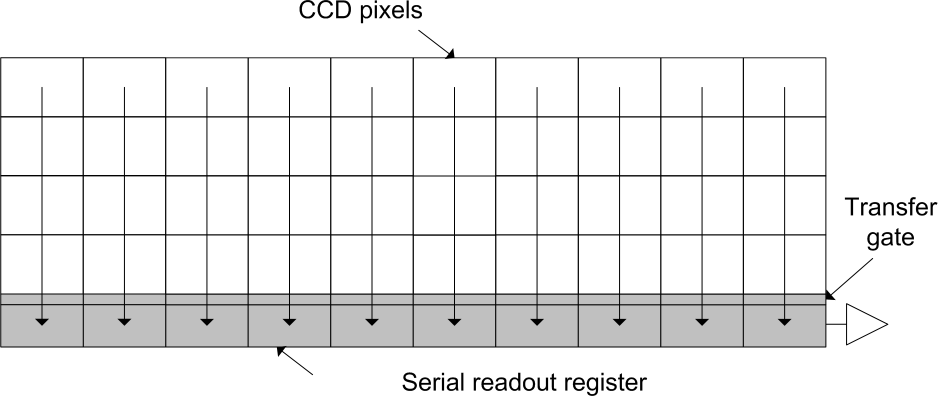 CCD pixels
Transfer
gate
Serial readout register